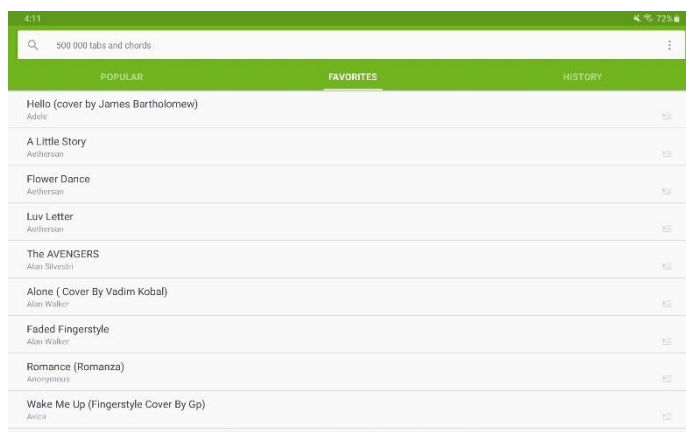 4:11
72%
500 000 tabs and chords
POPULAR
FAVORITES
HISTORY
Hello (cover by James Bartholomew)
Adele
A Little Story
Aethersan
Flower Dance
Aethersan
Luv Letter
Aethersan
The AVENGERS
Alan Silvestri
Alone ( Cover By Vadim Kobal)
Alan Walker
Faded Fingerstyle
Alan Walker
Romance (Romanza)
Anonymous
Wake Me Up (Fingerstyle Cover By Gp)
Avicii